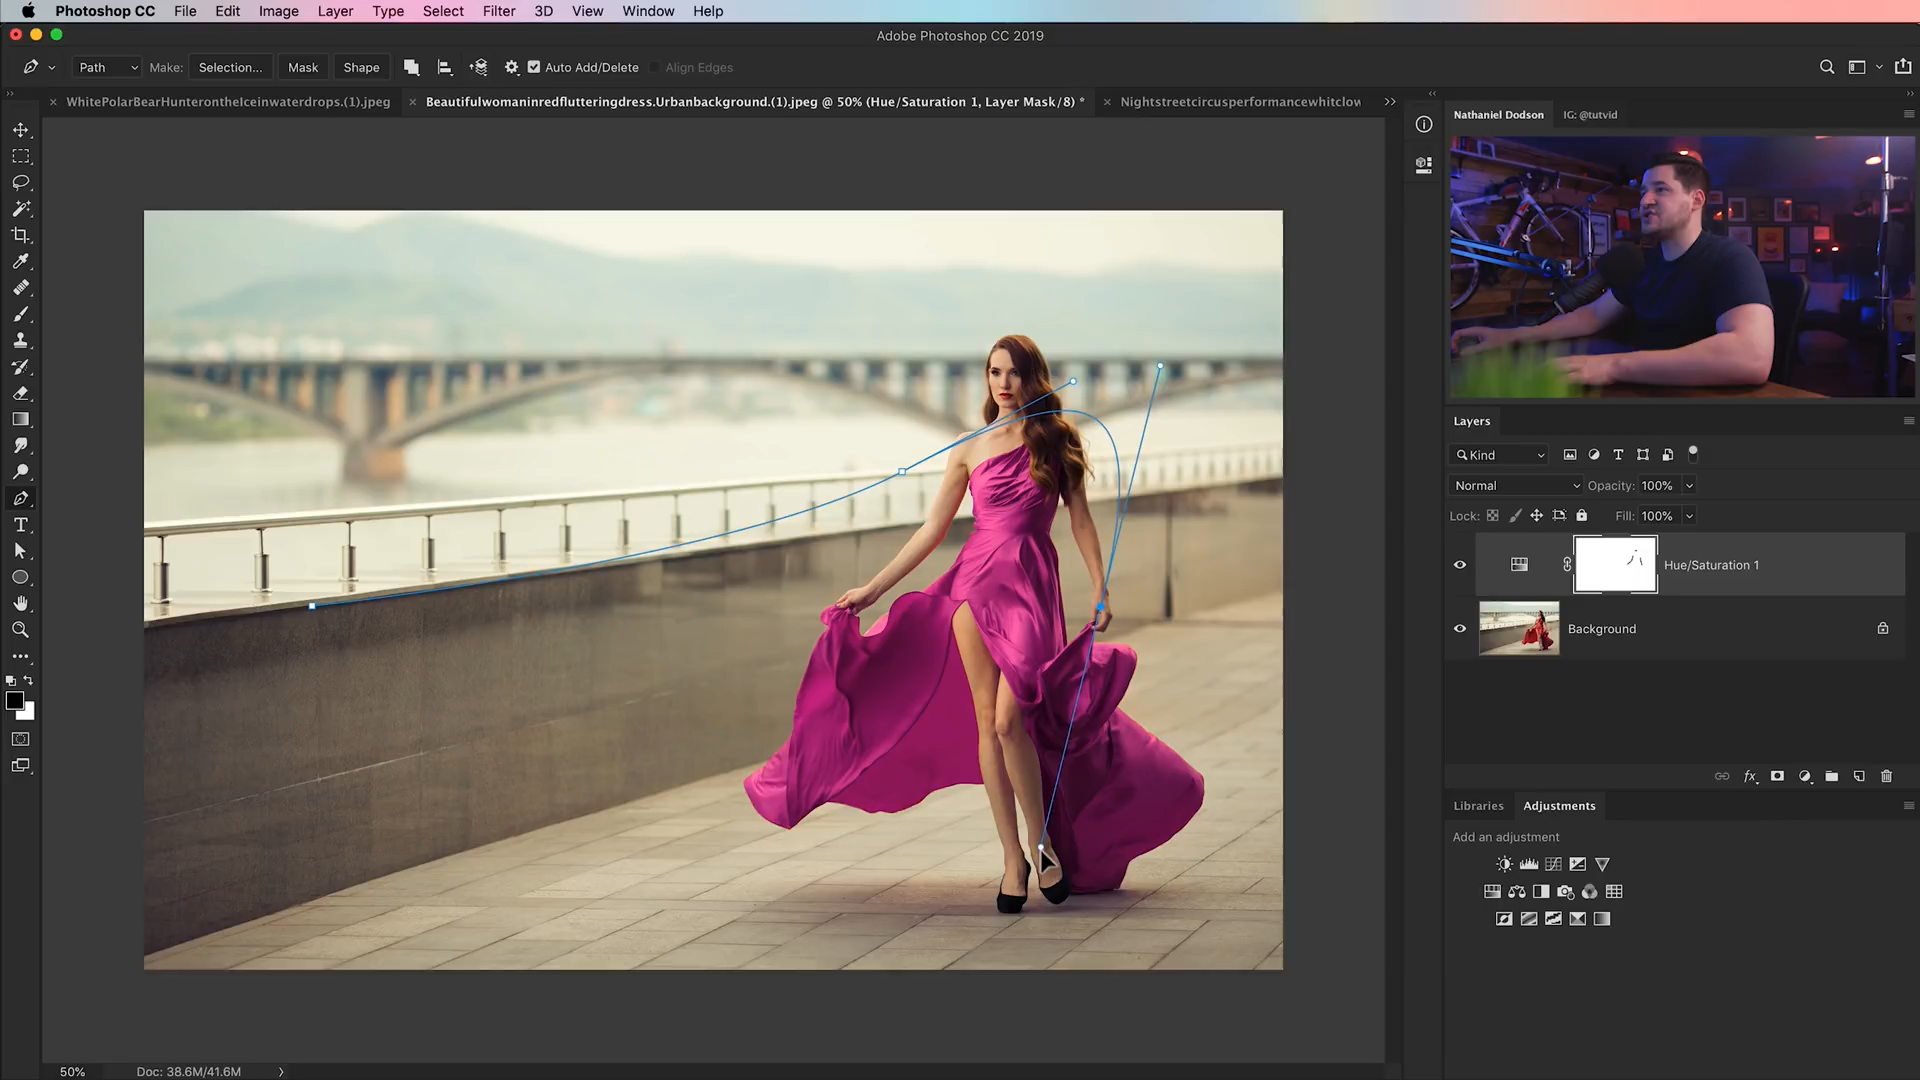 Photoshop CC File Edit Image Layer Type Select Filter 3D View Window Help
Adobe Photoshop CC 2019
Path Make: Selection... Mask Shape Auto Add/Delete Align Edges
WhitePolarBearHunterontheIceinwaterdrops.(1).jpeg Beautifulwomaninredflutteringdress.Urbanbackground.(1).jpeg @ 50% (Hue/Saturation 1, Layer Mask/8) * Nightstreetcircusperformancewhitclow
Nathaniel Dodson IG: @tutvid
Layers
Kind
Normal Opacity: 100%
Lock: Fill: 100%
Hue/Saturation 1
Background
Libraries Adjustments
Add an adjustment
50% Doc: 38.6M/41.6M